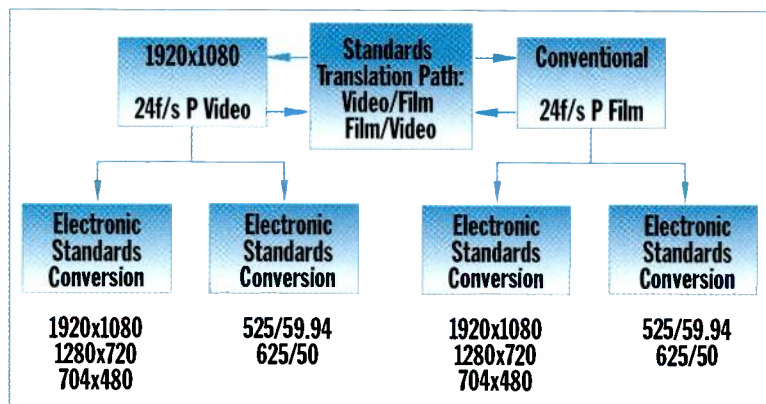 1920x1080
24f/s P Video
Standards
Translation Path:
Video/Film
Film/Video
Conventional
24f/s P Film
Electronic
Standards
Conversion
1920x1080
1280x720
704x480
Electronic
Standards
Conversion
525/59.94
625/50
Electronic
Standards
Conversion
1920x1080
1280x720
704x480
Electronic
Standards
Conversion
525/59.94
625/50